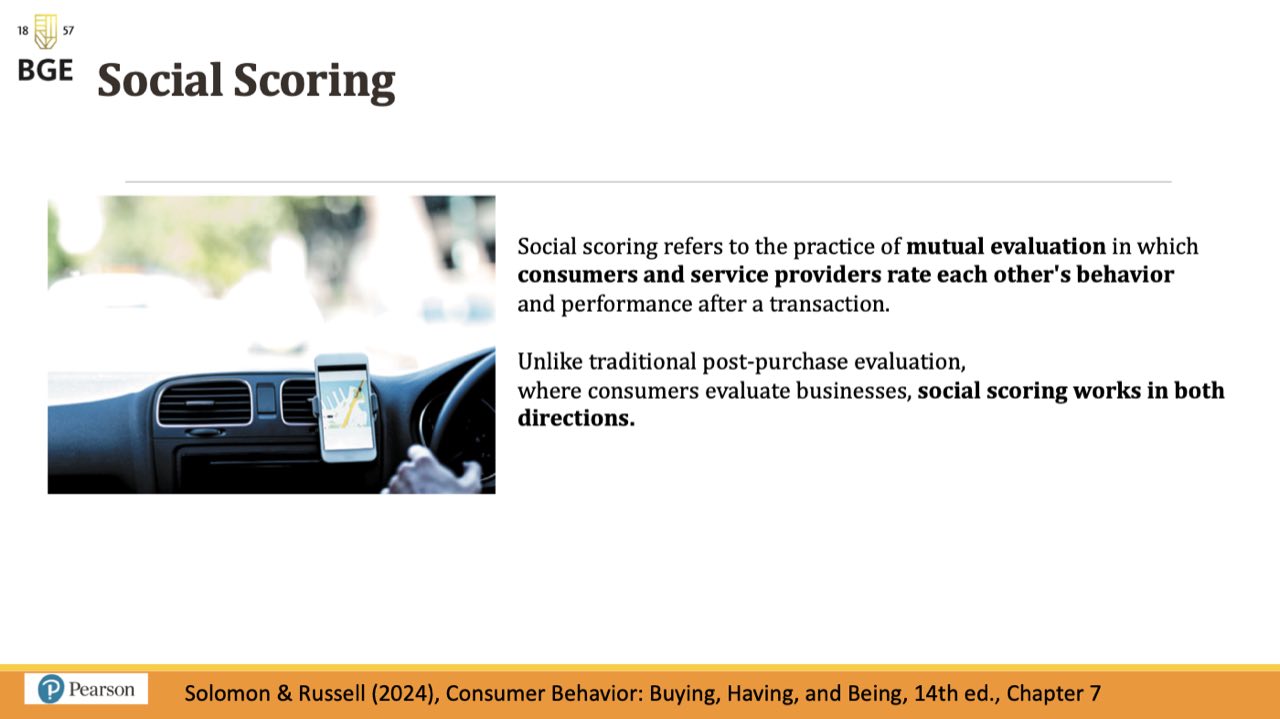 18 57
BGE
Social Scoring
Social scoring refers to the practice of mutual evaluation in which
consumers and service providers rate each other's behavior
and performance after a transaction.
Unlike traditional post-purchase evaluation,
where consumers evaluate businesses, social scoring works in both
directions.
Pearson
Solomon & Russell (2024), Consumer Behavior: Buying, Having, and Being, 14th ed., Chapter 7